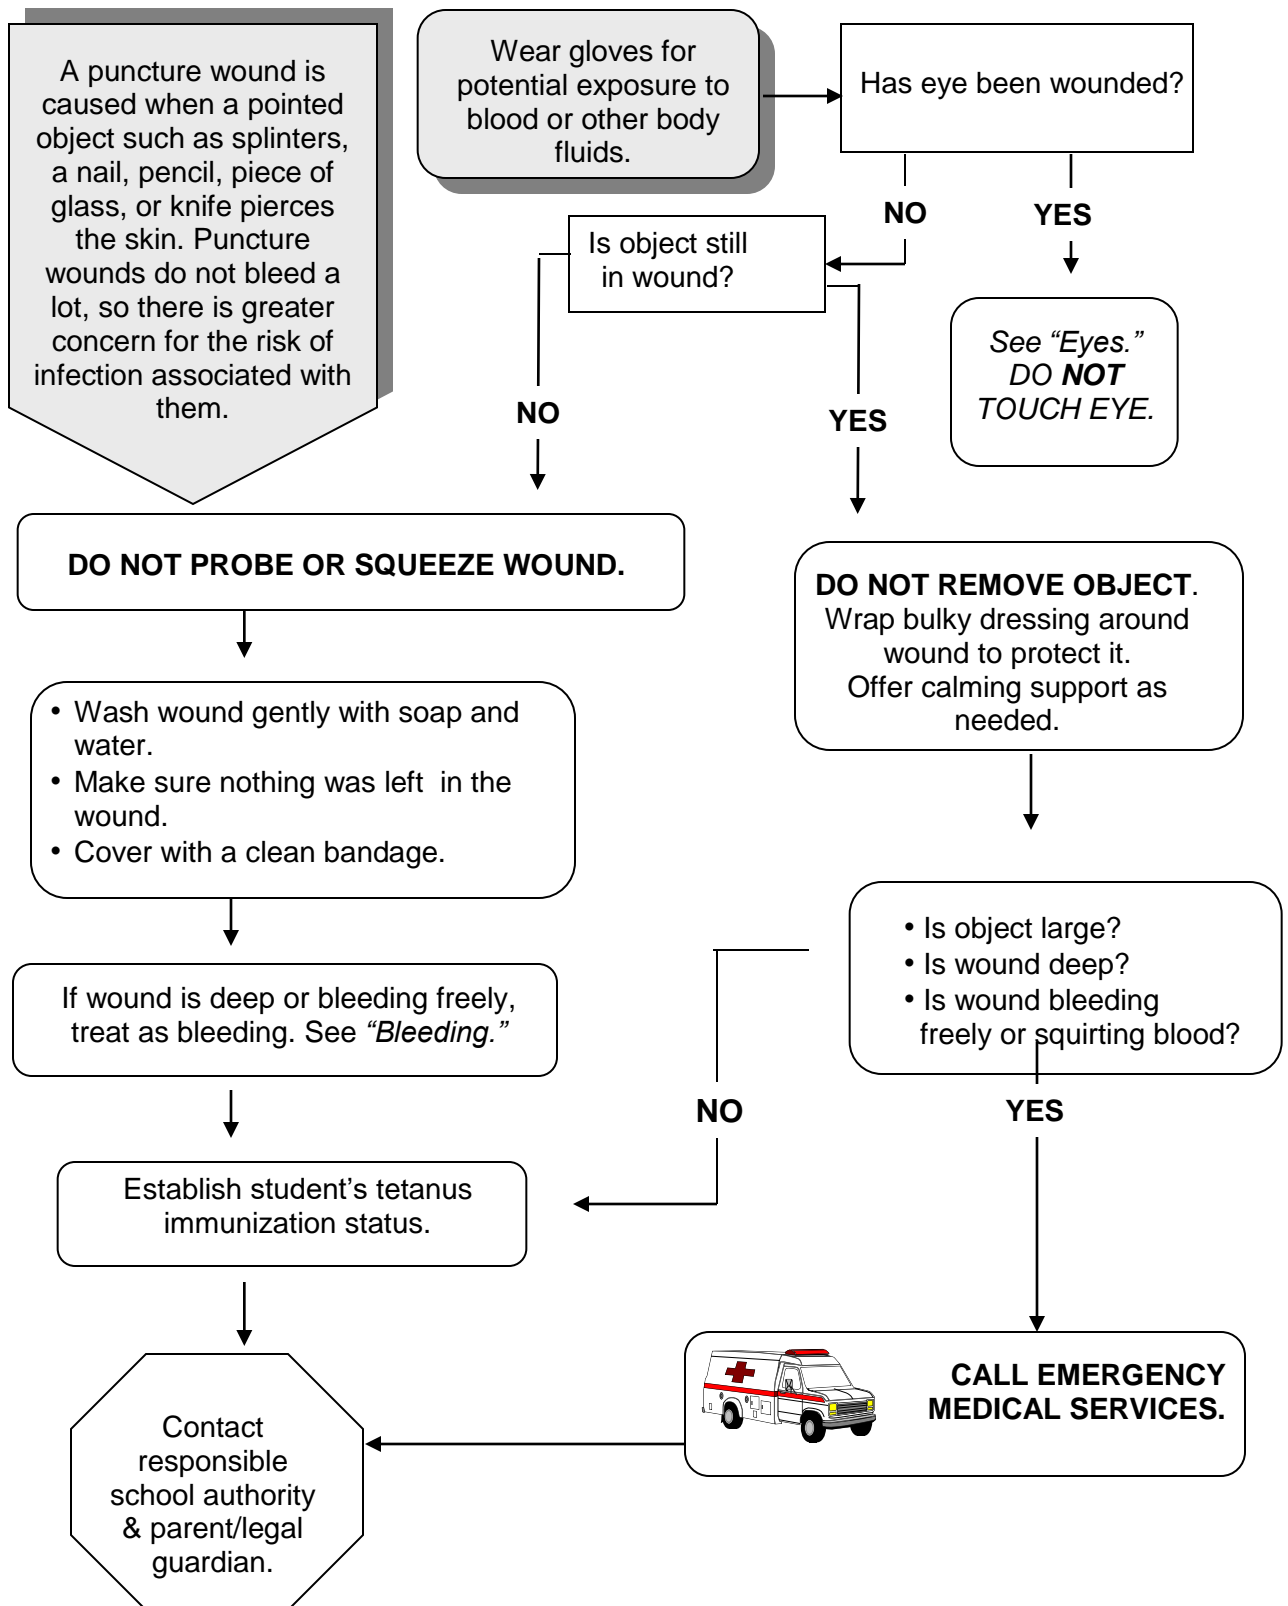 A puncture wound is
caused when a pointed
object such as splinters,
a nail, pencil, piece of
glass, or knife pierces
the skin. Puncture
wounds do not bleed a
lot, so there is greater
concern for the risk of
infection associated with
them.
Wear gloves for
potential exposure to
blood or other body
fluids.
Has eye been wounded?
NO
YES
Is object still
in wound?
See “Eyes.”
DO NOT
TOUCH EYE.
NO
YES
DO NOT PROBE OR SQUEEZE WOUND.
DO NOT REMOVE OBJECT.
Wrap bulky dressing around
wound to protect it.
Offer calming support as
needed.
• Wash wound gently with soap and
water.
• Make sure nothing was left in the
wound.
• Cover with a clean bandage.
• Is object large?
• Is wound deep?
• Is wound bleeding
freely or squirting blood?
If wound is deep or bleeding freely,
treat as bleeding. See “Bleeding.”
NO
YES
Establish student’s tetanus
immunization status.
CALL EMERGENCY
MEDICAL SERVICES.
Contact
responsible
school authority
& parent/legal
guardian.